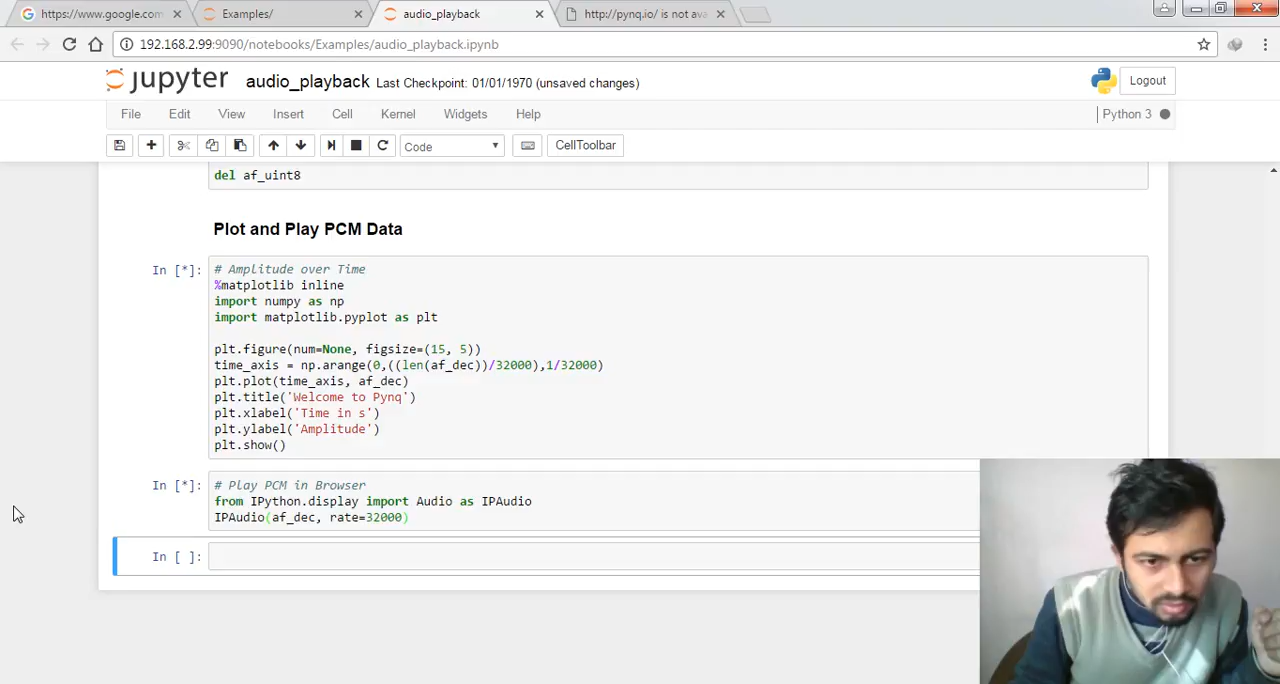 https://www.google.com
Examples/
audio_playback
http://pynq.io/ is not ava
192.168.2.99:9090/notebooks/Examples/audio_playback.ipynb
jupyter audio_playback Last Checkpoint: 01/01/1970 (unsaved changes)
Logout
File Edit View Insert Cell Kernel Widgets Help
Python 3
Code
CellToolbar
del af_uint8
Plot and Play PCM Data
In [*]:
# Amplitude over Time
%matplotlib inline
import numpy as np
import matplotlib.pyplot as plt
plt.figure(num=None, figsize=(15, 5))
time_axis = np.arange(0,((len(af_dec))/32000),1/32000)
plt.plot(time_axis, af_dec)
plt.title('Welcome to Pynq')
plt.xlabel('Time in s')
plt.ylabel('Amplitude')
plt.show()
In [*]:
# Play PCM in Browser
from IPython.display import Audio as IPAudio
IPAudio(af_dec, rate=32000)
In [ ]: